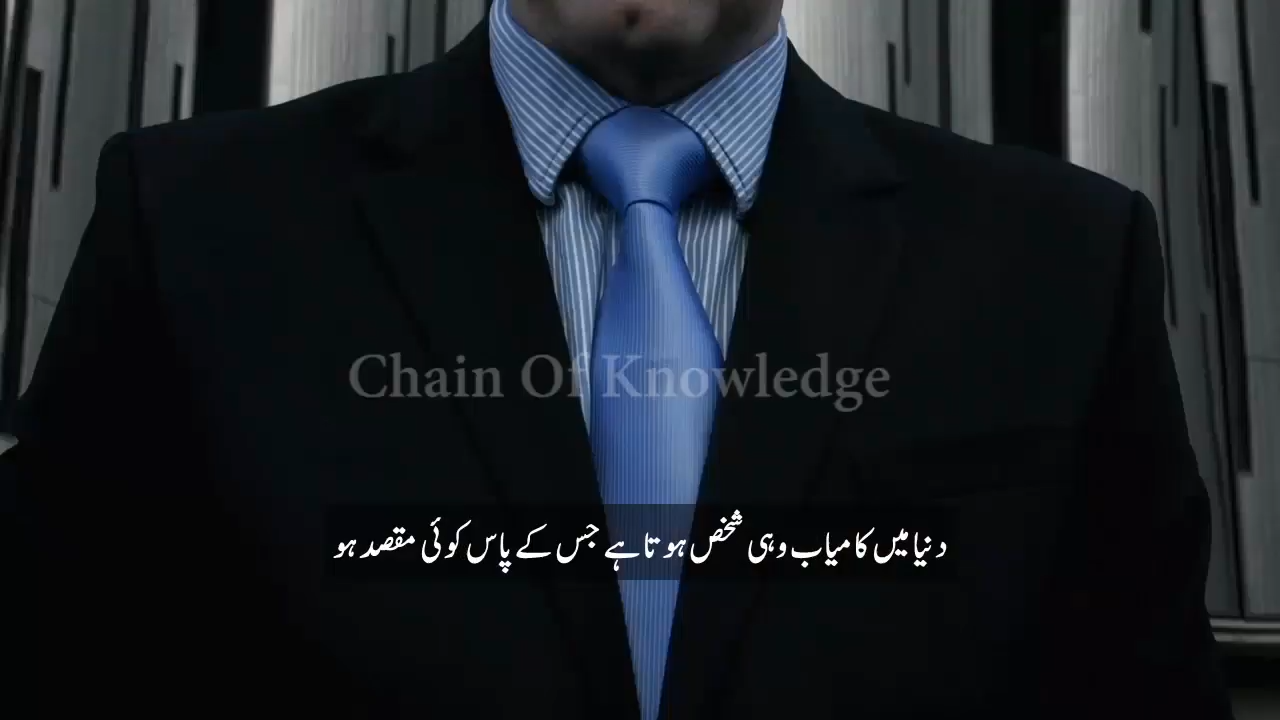 Chain Of Knowledge
دنیا میں کامیاب وہی شخص ہوتا ہے جس کے پاس کوئی مقصد ہو